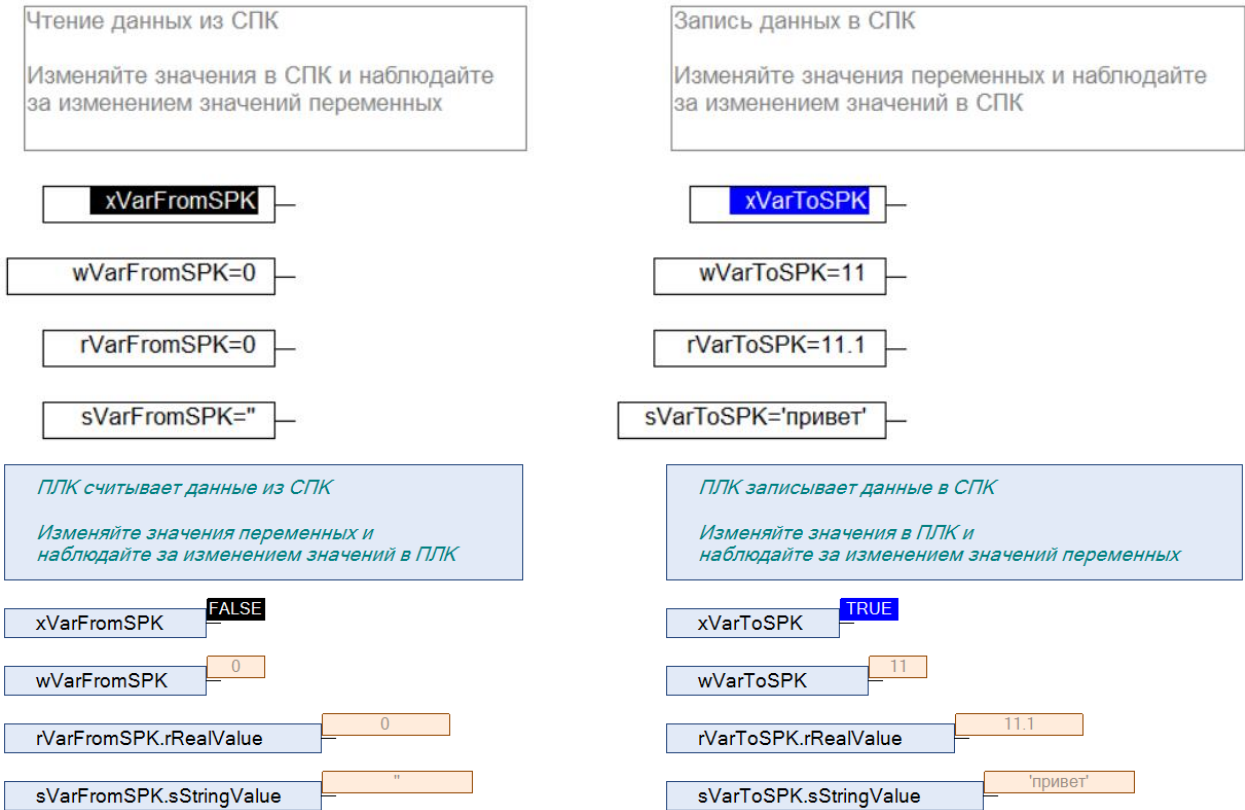 Чтение данных из СПК
Изменяйте значения в СПК и наблюдайте
за изменением значений переменных
Запись данных в СПК
Изменяйте значения переменных и наблюдайте
за изменением значений в СПК
xVarFromSPK
wVarFromSPK=0
rVarFromSPK=0
sVarFromSPK=''
xVarToSPK
wVarToSPK=11
rVarToSPK=11.1
sVarToSPK='привет'
ПЛК считывает данные из СПК
Изменяйте значения переменных и
наблюдайте за изменением значений в ПЛК
ПЛК записывает данные в СПК
Изменяйте значения в ПЛК и
наблюдайте за изменением значений переменных
xVarFromSPK FALSE
wVarFromSPK 0
rVarFromSPK.rRealValue 0
sVarFromSPK.sStringValue ''
xVarToSPK TRUE
wVarToSPK 11
rVarToSPK.rRealValue 11.1
sVarToSPK.sStringValue 'привет'